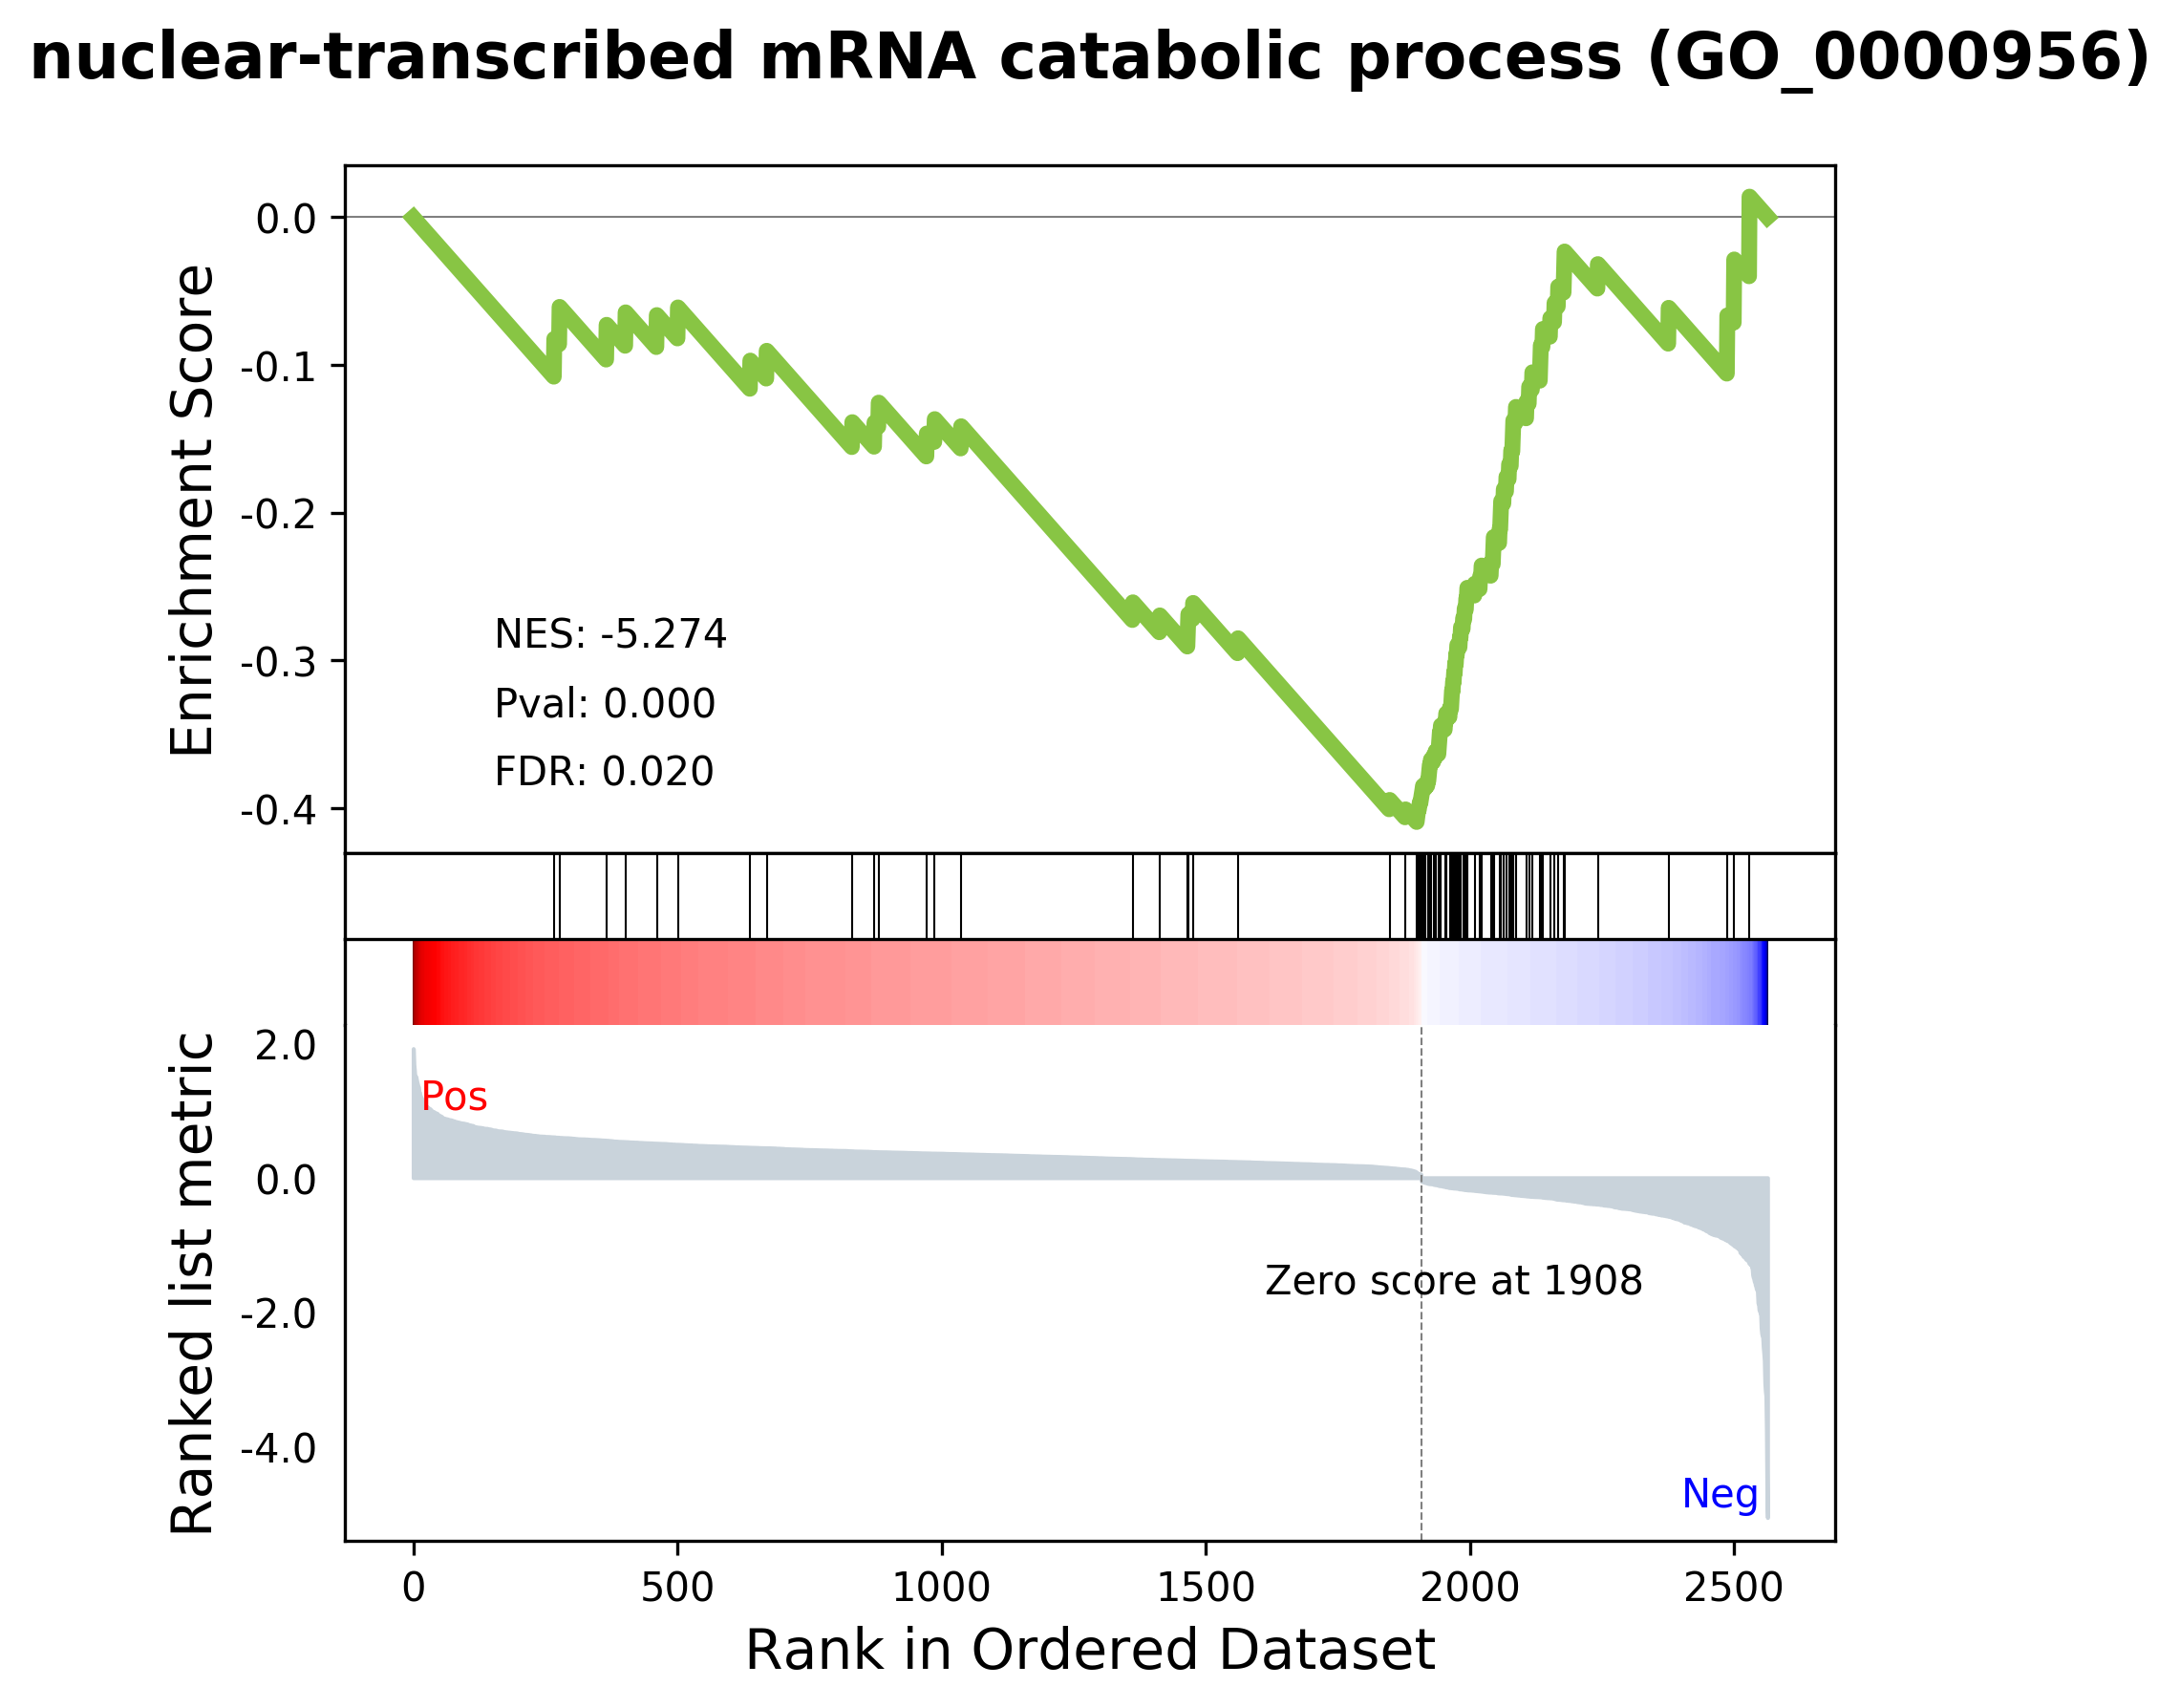 nuclear-transcribed mRNA catabolic process (GO_0000956)
Enrichment Score
0.0
-0.1
-0.2
-0.3
-0.4
NES: -5.274
Pval: 0.000
FDR: 0.020
Ranked list metric
2.0
0.0
-2.0
-4.0
Pos
Zero score at 1908
Neg
0 500 1000 1500 2000 2500
Rank in Ordered Dataset